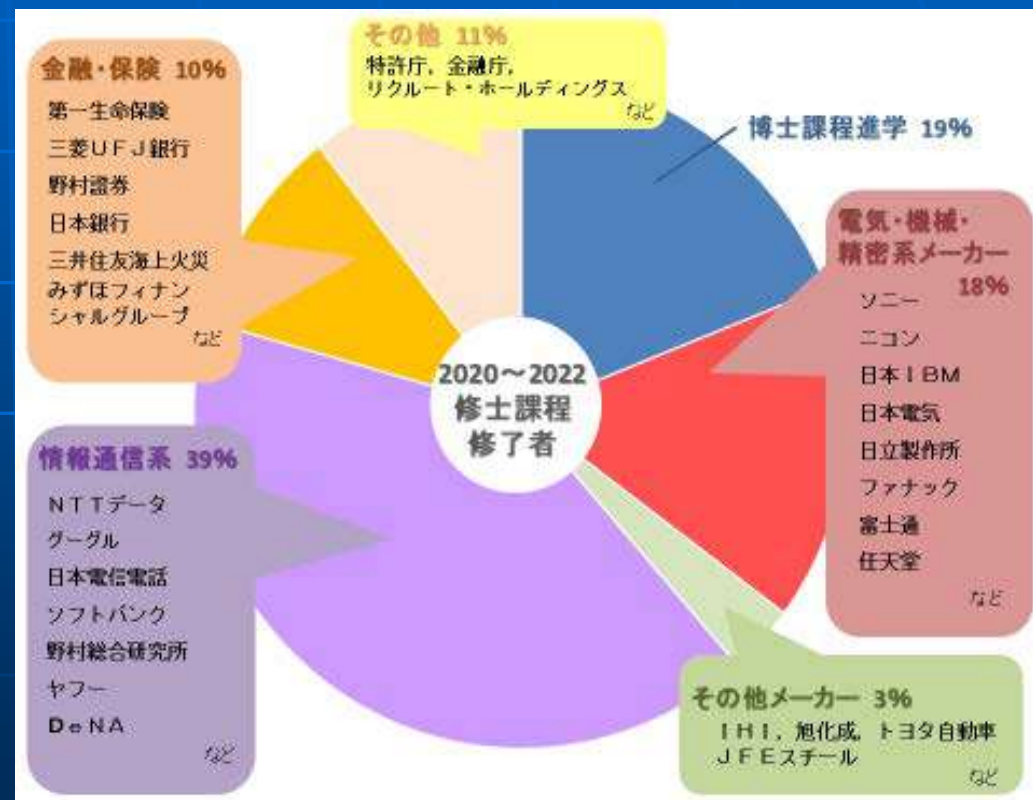 その他 11%
特許庁, 金融庁,
リクルート・ホールディングス
など
金融・保険 10%
第一生命保険
三菱UFJ銀行
野村證券
日本銀行
三井住友海上火災
みずほフィナン
シャルグループ
など
博士課程進学 19%
電気・機械・
精密系メーカー
18%
ソニー
ニコン
日本IBM
日本電気
日立製作所
ファナック
富士通
任天堂
など
2020～2022
修士課程
修了者
情報通信系 39%
NTTデータ
グーグル
日本電信電話
ソフトバンク
野村総合研究所
ヤフー
DeNA
など
その他メーカー 3%
IHI, 旭化成, トヨタ自動車
JFEスチール
など